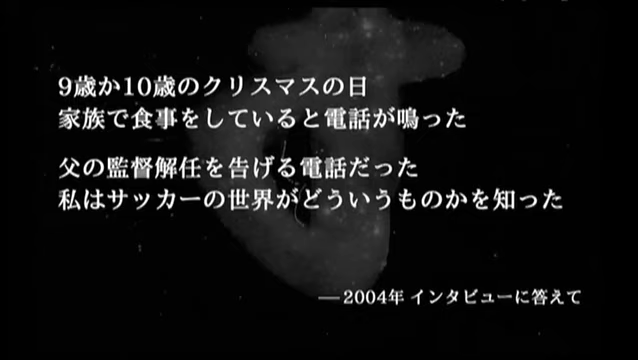 9歳か10歳のクリスマスの日
家族で食事をしていると電話が鳴った
父の監督解任を告げる電話だった
私はサッカーの世界がどういうものかを知った
―2004年 インタビューに答えて